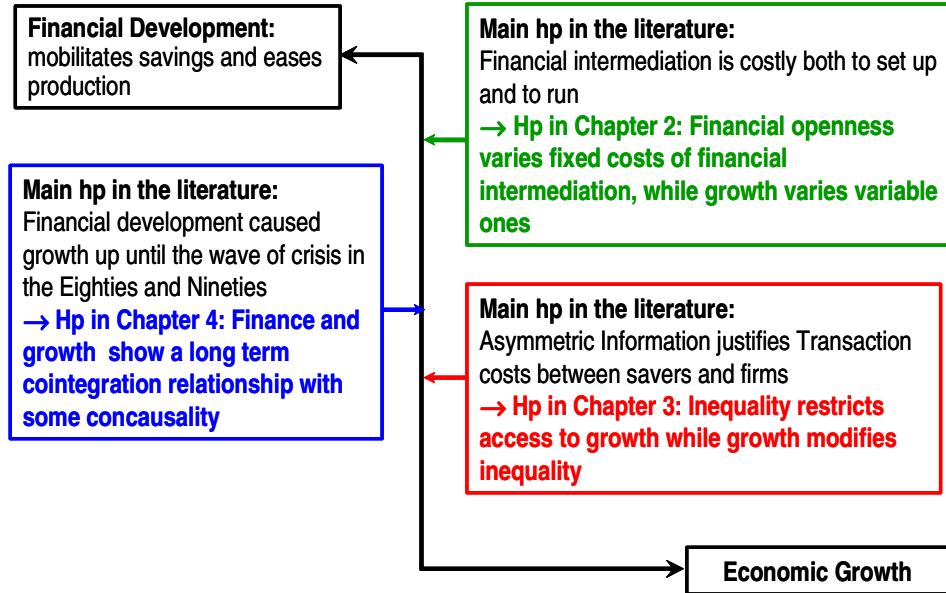 Financial Development:
mobilitates savings and eases
production
Main hp in the literature:
Financial intermediation is costly both to set up
and to run
→ Hp in Chapter 2: Financial openness
varies fixed costs of financial
intermediation, while growth varies variable
ones
Main hp in the literature:
Financial development caused
growth up until the wave of crisis in
the Eighties and Nineties
→ Hp in Chapter 4: Finance and
growth show a long term
cointegration relationship with
some concausality
Main hp in the literature:
Asymmetric Information justifies Transaction
costs between savers and firms
→ Hp in Chapter 3: Inequality restricts
access to growth while growth modifies
inequality
Economic Growth